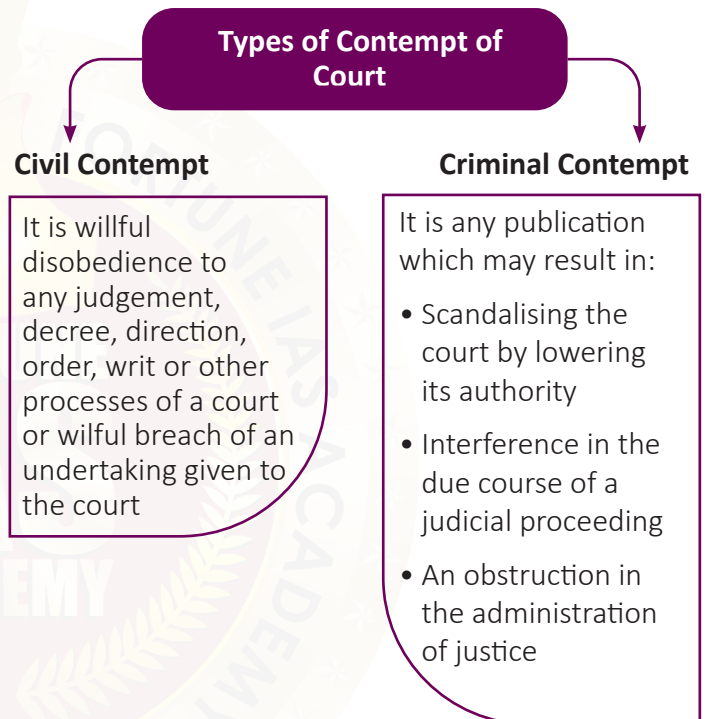 Types of Contempt of
Court
Civil Contempt
It is willful
disobedience to
any judgement,
decree, direction,
order, writ or other
processes of a court
or wilful breach of an
undertaking given to
the court
Criminal Contempt
It is any publication
which may result in:
• Scandalising the
court by lowering
its authority
• Interference in the
due course of a
judicial proceeding
• An obstruction in
the administration
of justice
FORTUNE IAS ACADEMY